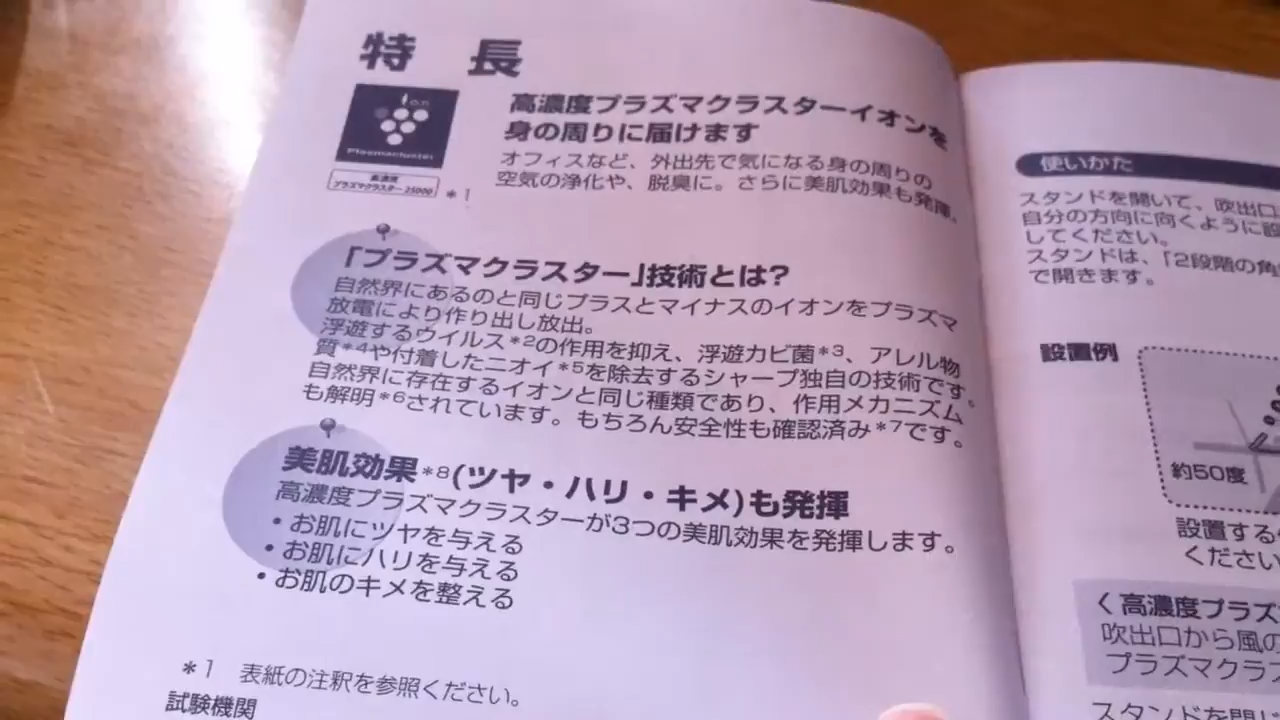 特 長
ion
Plasmacluster
高濃度
プラズマクラスター25000
*1
高濃度プラズマクラスターイオンを
身の周りに届けます
オフィスなど、外出先で気になる身の周りの
空気の浄化や、脱臭に。さらに美肌効果も発揮。
「プラズマクラスター」技術とは?
自然界にあるのと同じプラスとマイナスのイオンをプラズマ
放電により作り出し放出。
浮遊するウイルス*2の作用を抑え、浮遊カビ菌*3、アレル物
質*4や付着したニオイ*5を除去するシャープ独自の技術です。
自然界に存在するイオンと同じ種類であり、作用メカニズム
も解明*6されています。もちろん安全性も確認済み*7です。
美肌効果*8(ツヤ・ハリ・キメ)も発揮
高濃度プラズマクラスターが3つの美肌効果を発揮します。
・お肌にツヤを与える
・お肌にハリを与える
・お肌のキメを整える
*1 表紙の注釈を参照ください。
試験機関
使いかた
スタンドを開いて、吹出口
自分の方向に向くように設
してください。
スタンドは、「2段階の角
で開きます。
設置例
約50度
設置する
ください
く高濃度プラズ
吹出口から風の
プラズマクラス
スタンドを閉じ